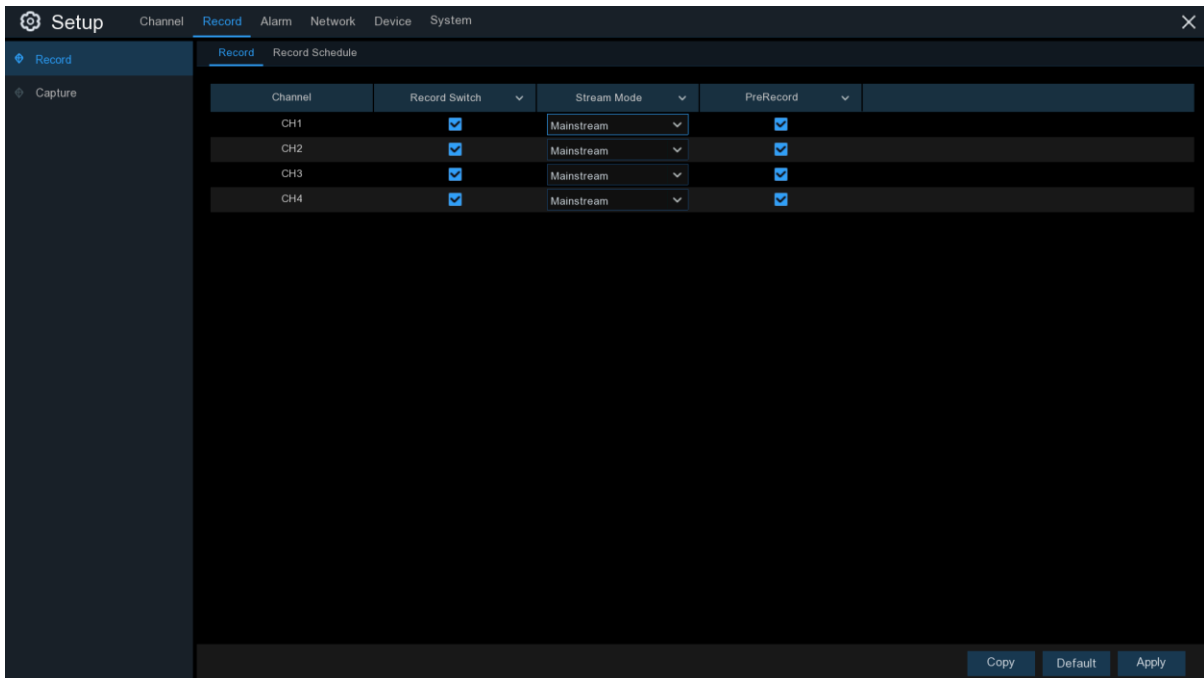 Setup Channel Record Alarm Network Device System
Record Record Record Schedule
Capture
Channel Record Switch Stream Mode PreRecord
CH1 Mainstream
CH2 Mainstream
CH3 Mainstream
CH4 Mainstream
Copy Default Apply